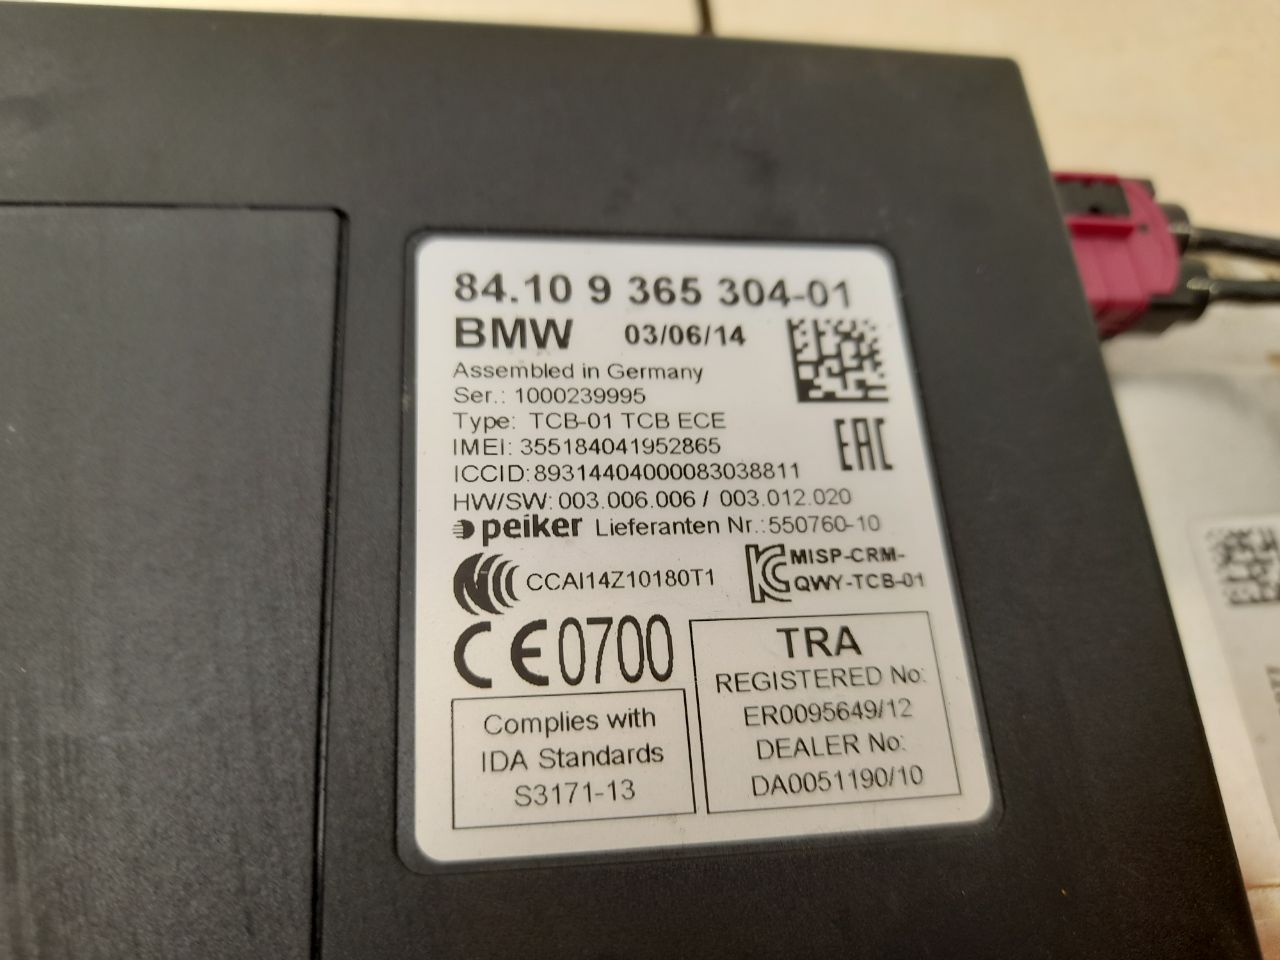 84.10 9 365 304-01
BMW 03/06/14
Assembled in Germany
Ser.: 1000239995
Type: TCB-01 TCB ECE
IMEI: 355184041952865
EAC
ICCID:89314404000083038811
HW/SW: 003.006.006 / 003.012.020
peiker Lieferanten Nr.:550760-10
CCAI14Z10180T1
MISP-CRM-
QWY-TCB-01
CE0700
Complies with
IDA Standards
S3171-13
TRA
REGISTERED No:
ER0095649/12
DEALER No:
DA0051190/10